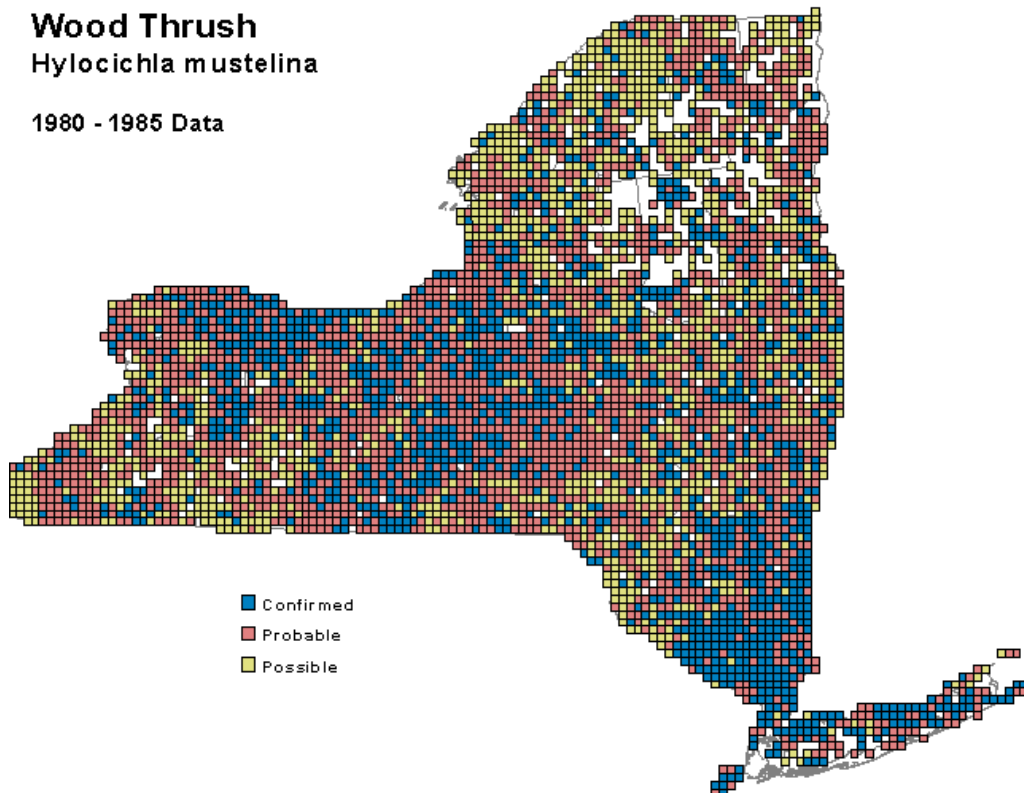 Wood Thrush
Hylocichla mustelina
1980 - 1985 Data
Confirmed
Probable
Possible